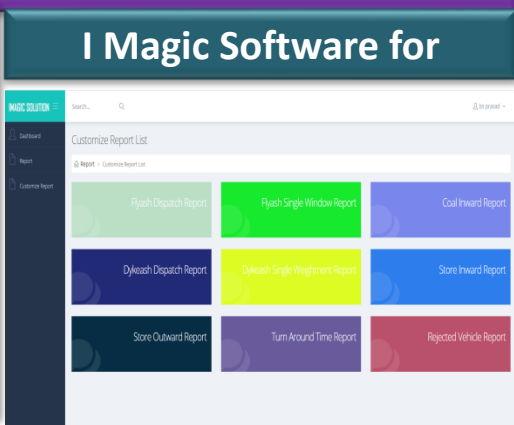 I Magic Software for
IMAGIC SOLUTION
Search...
Dashboard
Report
Customize Report
Customize Report List
Report > Customize Report List
Flyash Dispatch Report
Flyash Single Window Report
Coal Inward Report
Dykeash Dispatch Report
Dykeash Single Weighment Report
Store Inward Report
Store Outward Report
Turn Around Time Report
Rejected Vehicle Report